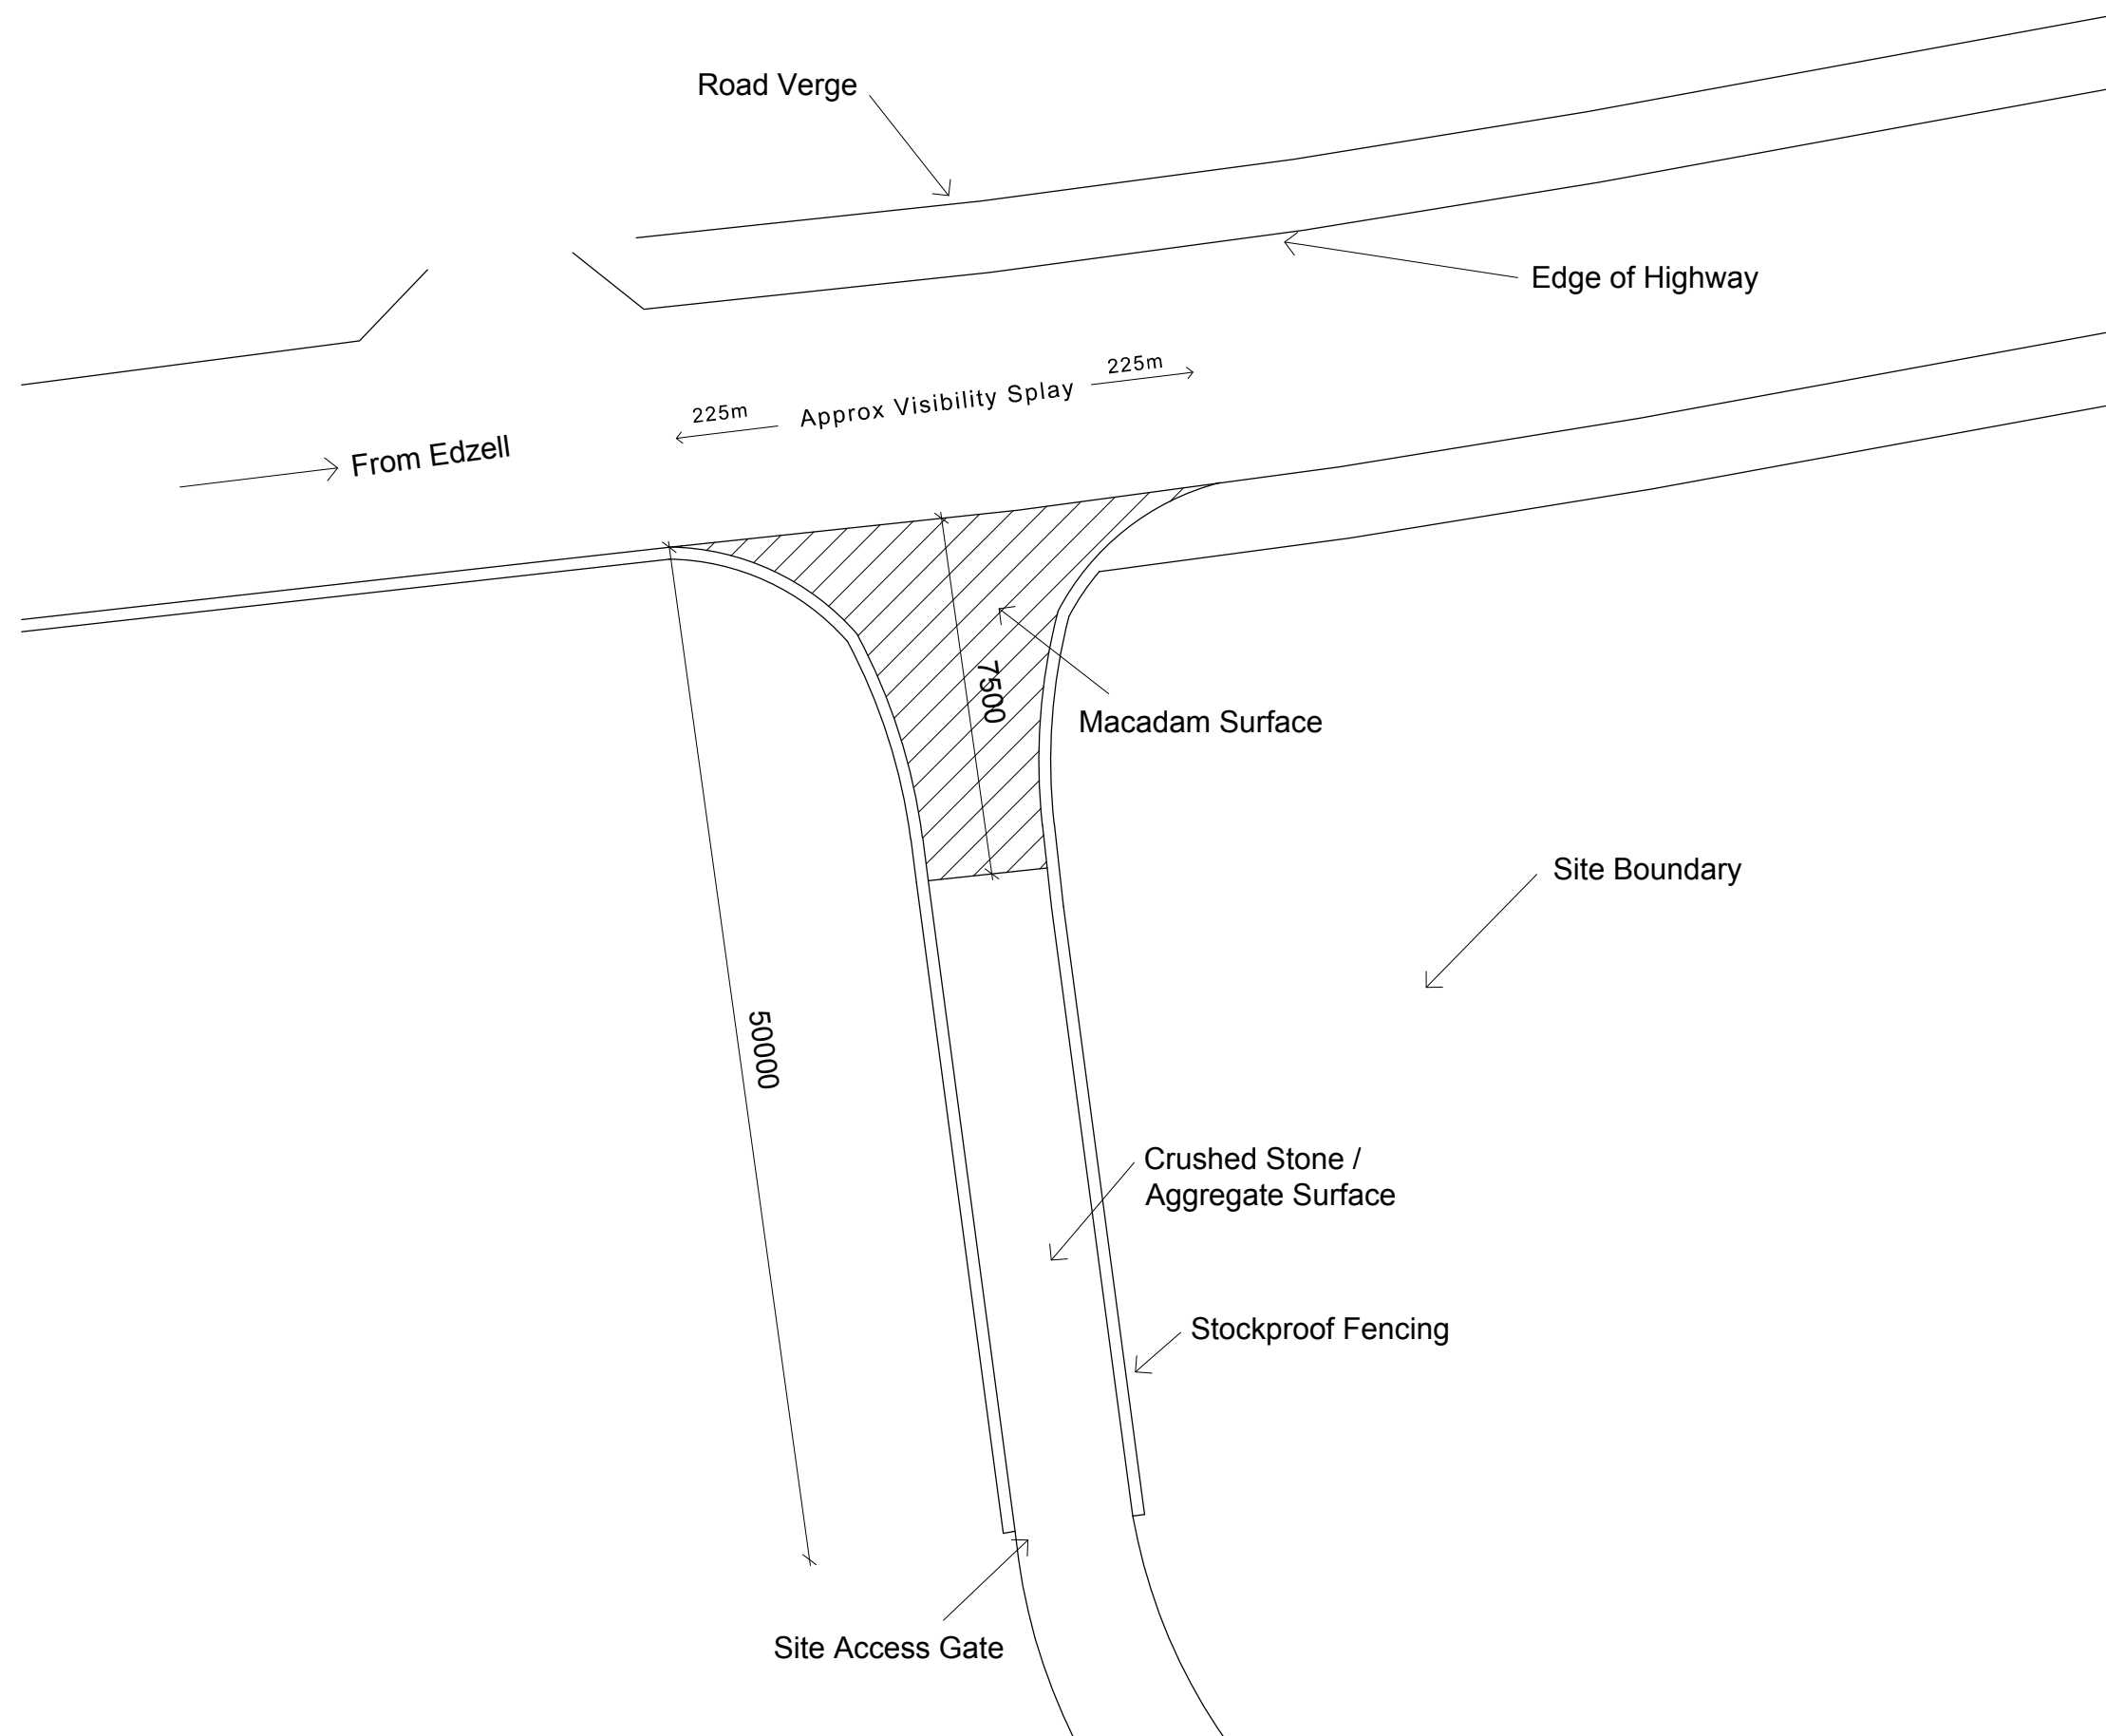 Road Verge
Edge of Highway
225m
Approx Visibility Splay
225m
From Edzell
7500
Macadam Surface
Site Boundary
50000
Crushed Stone /
Aggregate Surface
Stockproof Fencing
Site Access Gate